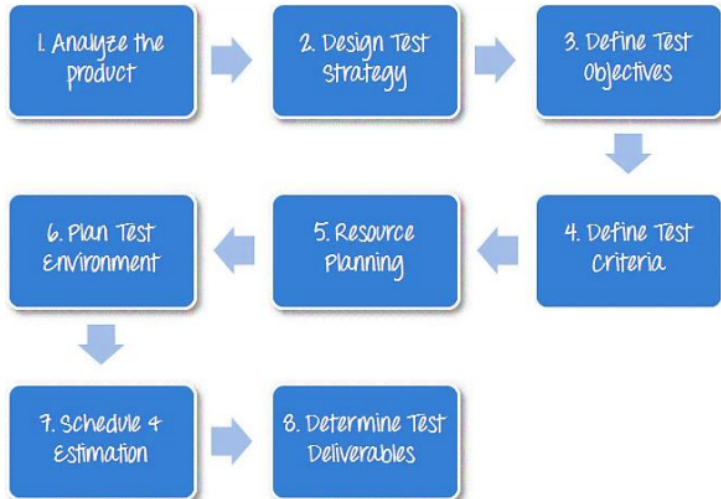 1. Analyze the
product
2. Design Test
Strategy
3. Define Test
Objectives
4. Define Test
Criteria
5. Resource
Planning
6. Plan Test
Environment
7. Schedule &
Estimation
8. Determine Test
Deliverables